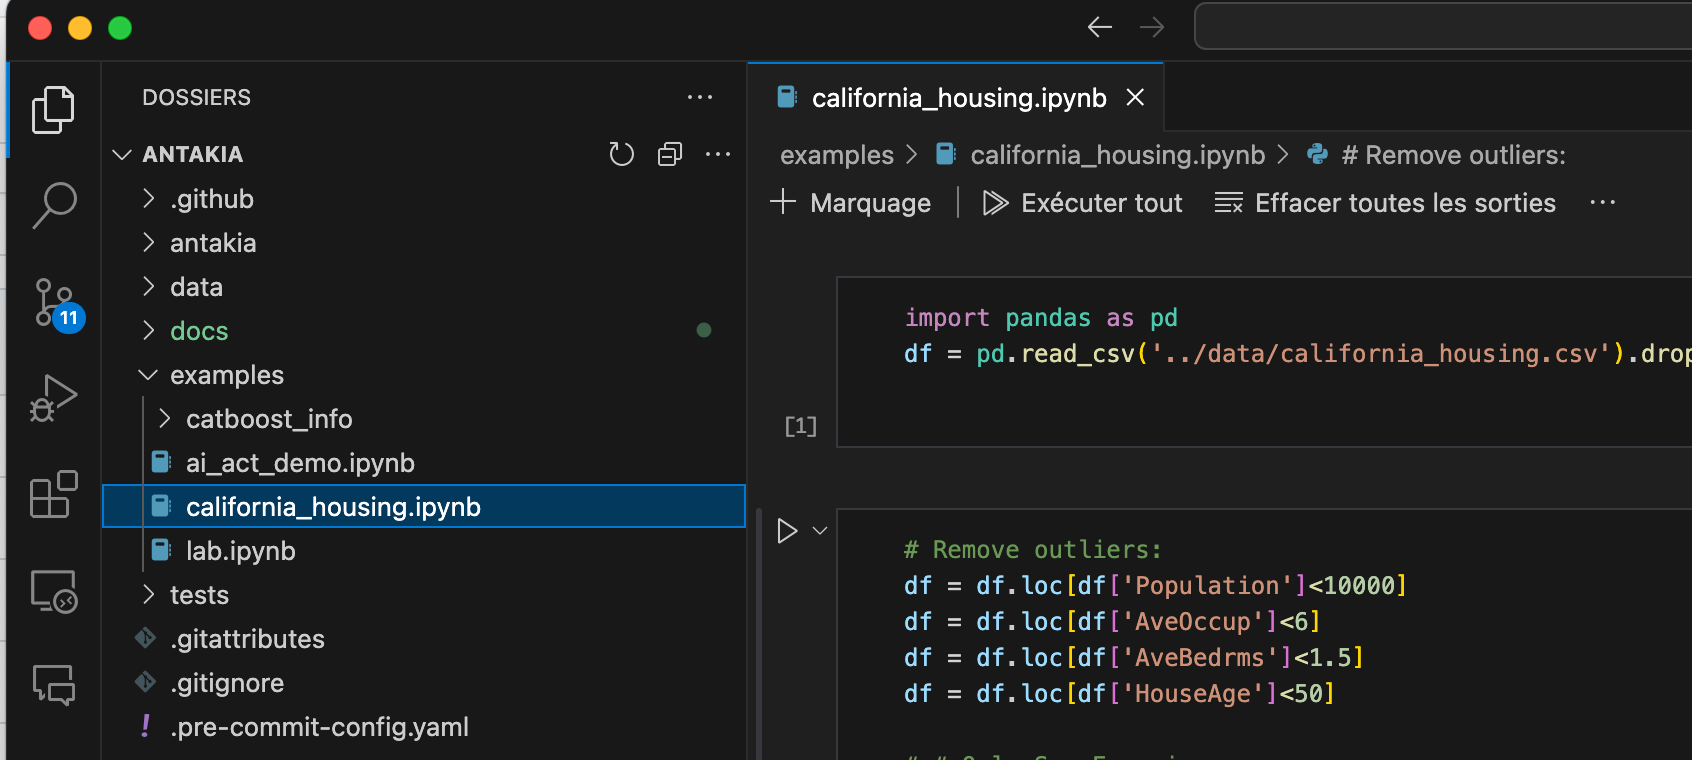 DOSSIERS
ANTAKIA
.github
antakia
data
docs
examples
catboost_info
ai_act_demo.ipynb
california_housing.ipynb
lab.ipynb
tests
.gitattributes
.gitignore
! .pre-commit-config.yaml
11
california_housing.ipynb
examples > california_housing.ipynb > # Remove outliers:
+ Marquage | Exécuter tout Effacer toutes les sorties ...
import pandas as pd
df = pd.read_csv('../data/california_housing.csv').drop
[1]
# Remove outliers:
df = df.loc[df['Population']<10000]
df = df.loc[df['AveOccup']<6]
df = df.loc[df['AveBedrms']<1.5]
df = df.loc[df['HouseAge']<50]